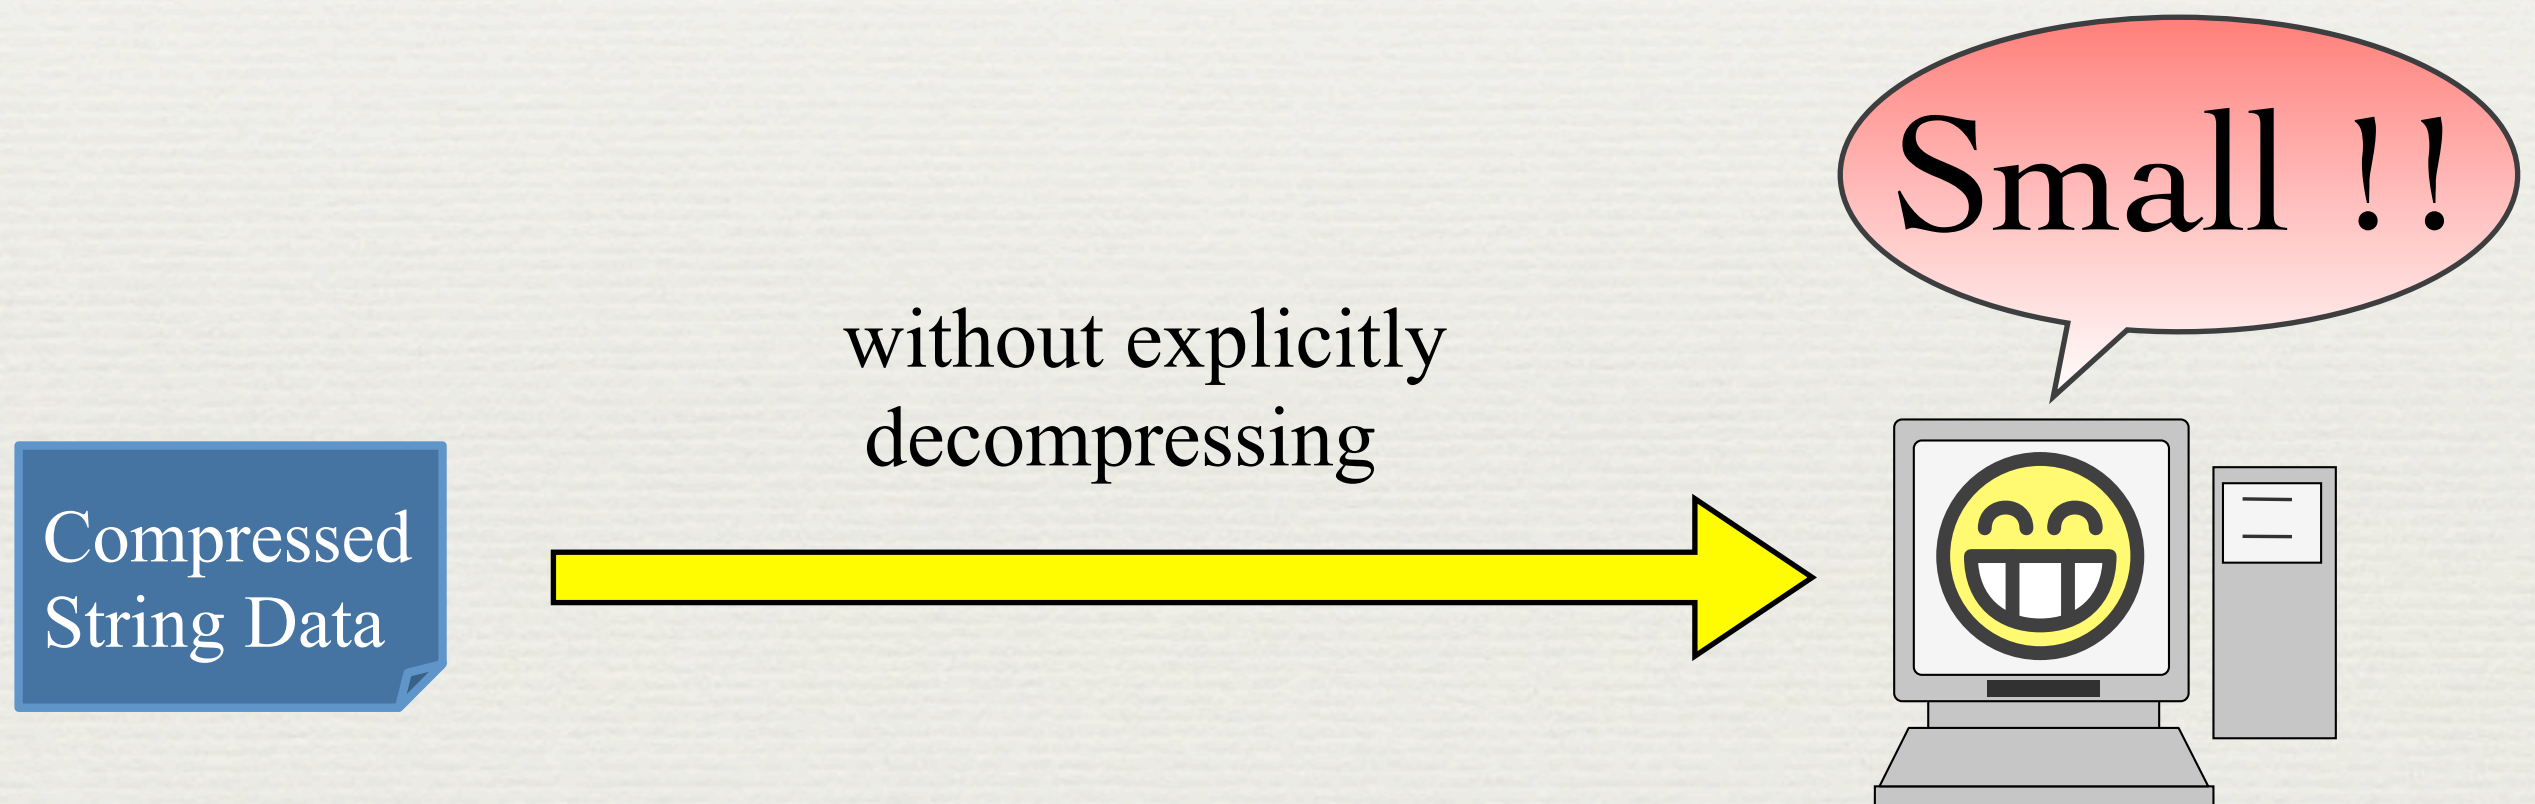 Small !!
without explicitly
decompressing
Compressed
String Data